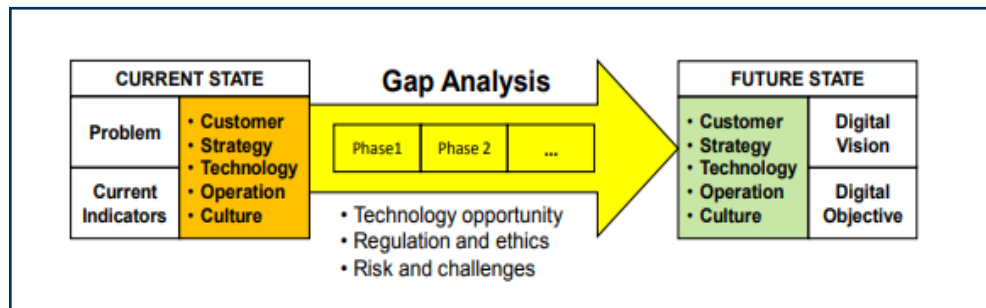 CURRENT STATE
Problem
Current
Indicators
• Customer
• Strategy
• Technology
• Operation
• Culture
Gap Analysis
Phase1
Phase 2
...
• Technology opportunity
• Regulation and ethics
• Risk and challenges
FUTURE STATE
• Customer
• Strategy
• Technology
• Operation
• Culture
Digital
Vision
Digital
Objective